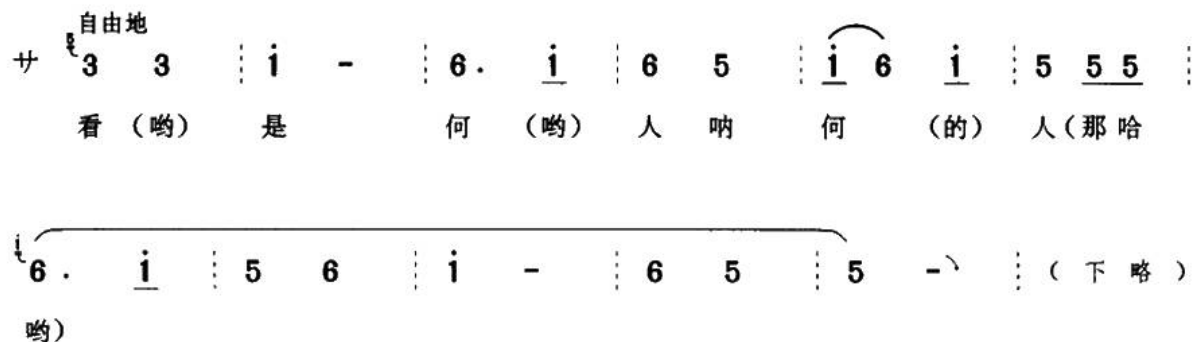 自由地
サ 5 3 3 ┊ i - ┊ 6 . i ┊ 6 5 ┊ i 6 i ┊ 5 5 5 ┊
看 (哟) 是 何 (哟) 人 呐 何 (的) 人 (那 哈
i 6 . i ┊ 5 6 ┊ i - ┊ 6 5 ┊ 5 - ┊ ( 下 略 )
哟)